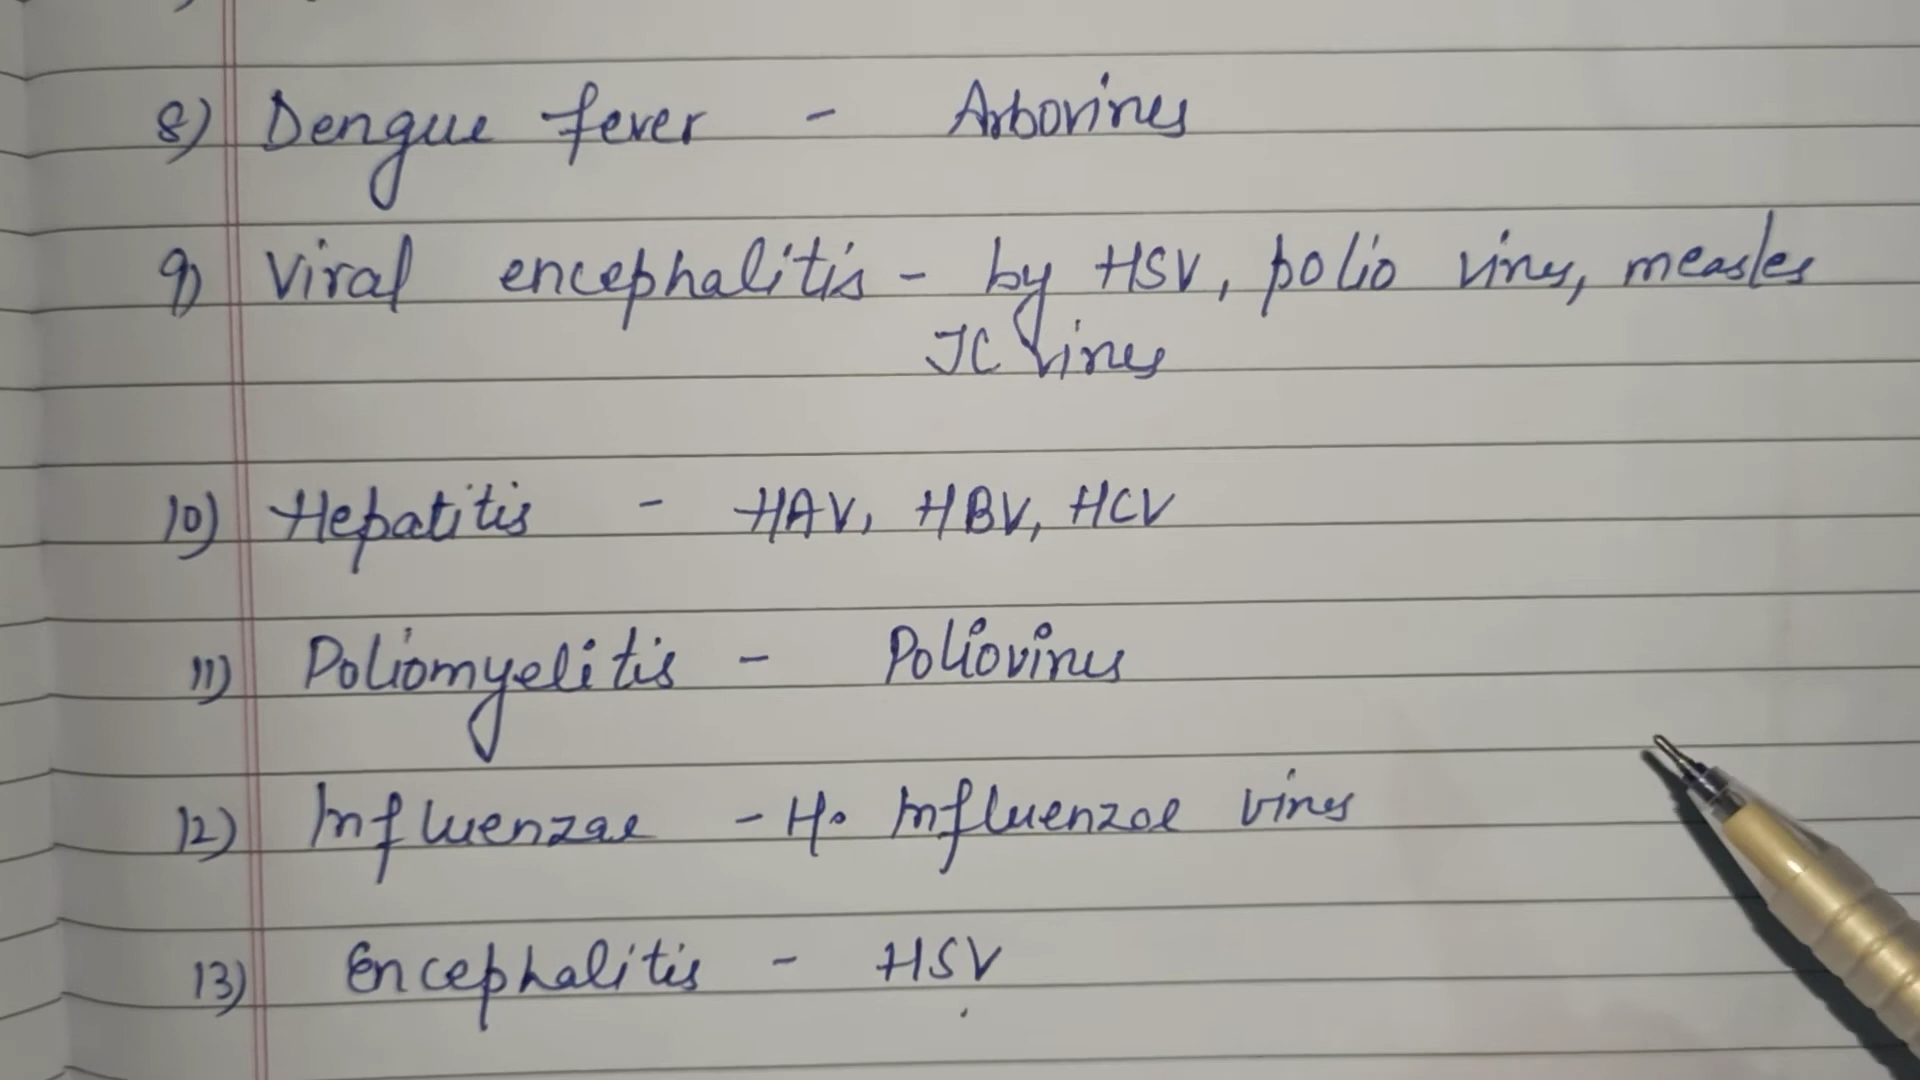 8) Dengue fever - Arbovirus
9) Viral encephalitis - by HSV, polio virus, measles
JC Virus
10) Hepatitis - HAV, HBV, HCV
11) Poliomyelitis - Poliovirus
12) Influenzae - H. Influenzae virus
13) Encephalitis - HSV